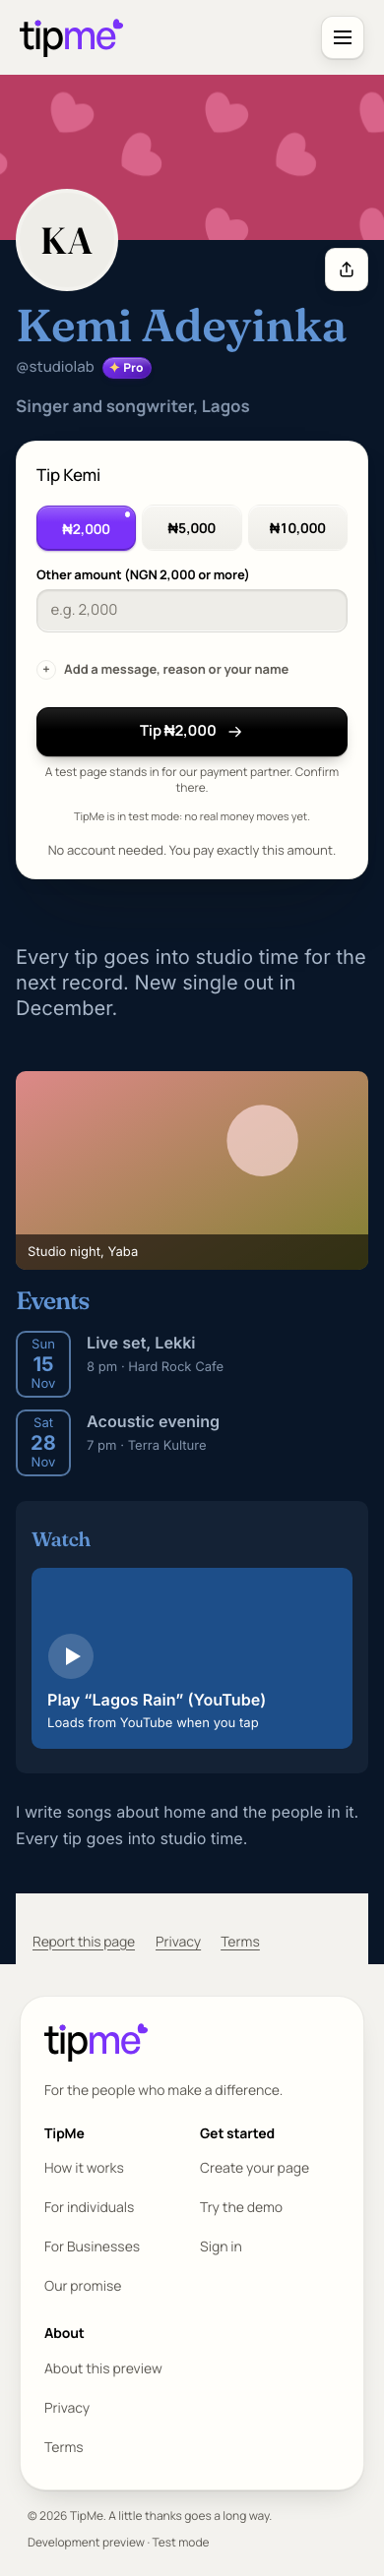 tipme
KA
Kemi Adeyinka
@studiolab ✦ Pro
Singer and songwriter, Lagos
Tip Kemi
₦2,000 ₦5,000 ₦10,000
Other amount (NGN 2,000 or more)
e.g. 2,000
+ Add a message, reason or your name
Tip ₦2,000 →
A test page stands in for our payment partner. Confirm
there.
TipMe is in test mode: no real money moves yet.
No account needed. You pay exactly this amount.
Every tip goes into studio time for the
next record. New single out in
December.
Studio night, Yaba
Events
Sun
15
Nov
Live set, Lekki
8 pm · Hard Rock Cafe
Sat
28
Nov
Acoustic evening
7 pm · Terra Kulture
Watch
Play “Lagos Rain” (YouTube)
Loads from YouTube when you tap
I write songs about home and the people in it.
Every tip goes into studio time.
Report this page Privacy Terms
tipme
For the people who make a difference.
TipMe
How it works
For individuals
For Businesses
Our promise
Get started
Create your page
Try the demo
Sign in
About
About this preview
Privacy
Terms
© 2026 TipMe. A little thanks goes a long way.
Development preview · Test mode